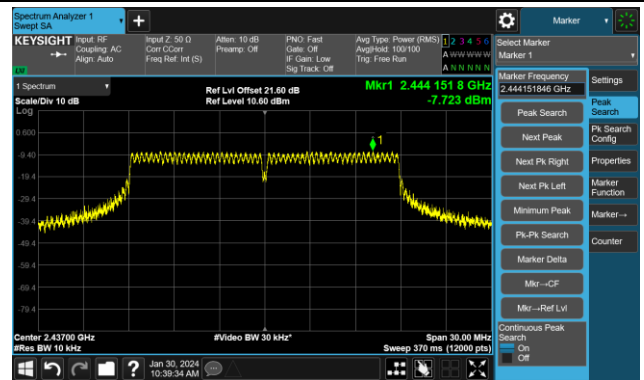 Spectrum Analyzer 1
Swept SA
Marker
KEYSIGHT
Input: RF
Coupling: AC
Align: Auto
Input Z: 50 Ω
Corr CCorr
Freq Ref: Int (S)
Atten: 10 dB
Preamp: Off
PNO: Fast
Gate: Off
IF Gain: Low
Sig Track: Off
Avg Type: Power (RMS)
Avg|Hold: 100/100
Trig: Free Run
1 2 3 4 5 6
A W W W W W
A N N N N N
LW
Select Marker
Marker 1
1 Spectrum
Scale/Div 10 dB
Log
Ref Lvl Offset 21.60 dB
Ref Level 10.60 dBm
Mkr1 2.444 151 8 GHz
-7.723 dBm
1
0.600
-9.40
-19.4
-29.4
-39.4
-49.4
-59.4
-69.4
-79.4
Center 2.43700 GHz
#Res BW 10 kHz
#Video BW 30 kHz*
Span 30.00 MHz
Sweep 370 ms (12000 pts)
Marker Frequency
2.444151846 GHz
Peak Search
Next Peak
Next Pk Right
Next Pk Left
Minimum Peak
Pk-Pk Search
Marker Delta
Mkr→CF
Mkr→Ref Lvl
Continuous Peak
Search
On
Off
Settings
Peak
Search
Pk Search
Config
Properties
Marker
Function
Marker→
Counter
?
Jan 30, 2024
10:39:34 AM